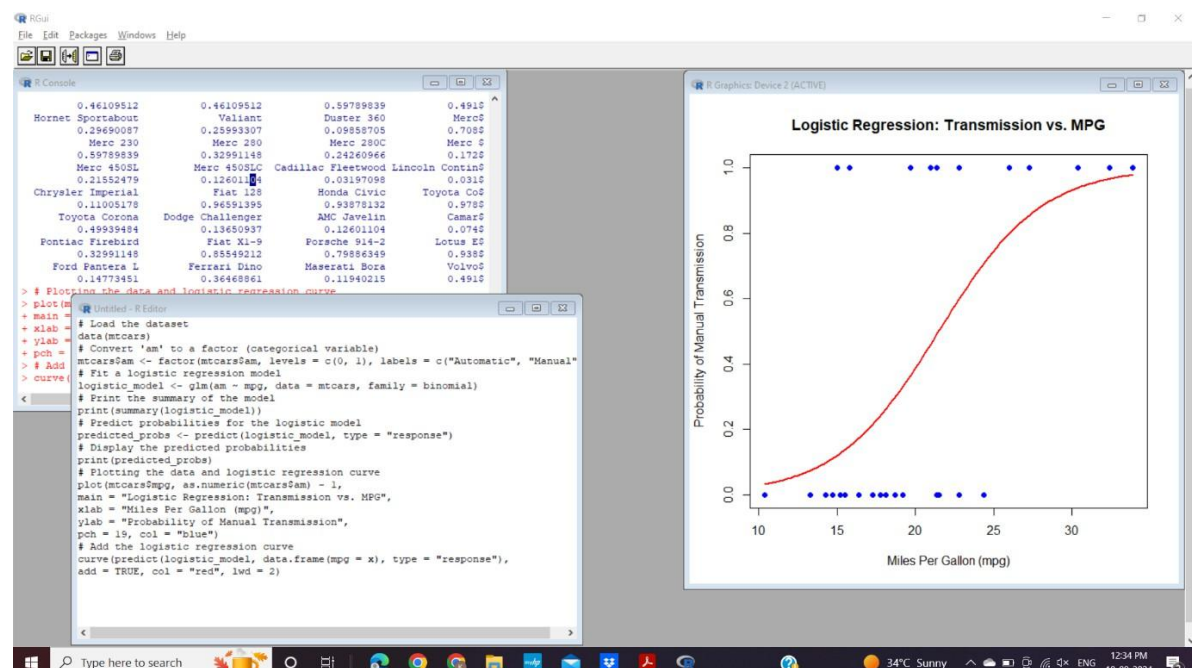 RGui
File Edit Packages Windows Help
R Console
0.46109512 0.46109512 0.59789839 0.491$
Hornet Sportabout Valiant Duster 360 Merc$
0.29690087 0.25993307 0.09858705 0.708$
Merc 230 Merc 280 Merc 280C Merc $
0.59789839 0.32991148 0.24260966 0.172$
Merc 450SL Merc 450SLC Cadillac Fleetwood Lincoln Contin$
0.21552479 0.12601104 0.03197098 0.031$
Chrysler Imperial Fiat 128 Honda Civic Toyota Co$
0.11005178 0.96591395 0.93878132 0.978$
Toyota Corona Dodge Challenger AMC Javelin Camar$
0.49939484 0.13650937 0.12601104 0.074$
Pontiac Firebird Fiat X1-9 Porsche 914-2 Lotus E$
0.32991148 0.85549212 0.79886349 0.938$
Ford Pantera L Ferrari Dino Maserati Bora Volvo$
0.14773451 0.36468861 0.11940215 0.491$
> # Plotting the data and logistic regression curve
> plot(m
+ main =
+ xlab =
+ ylab =
+ pch =
> # Add
> curve(
Untitled - R Editor
# Load the dataset
data(mtcars)
# Convert 'am' to a factor (categorical variable)
mtcars$am <- factor(mtcars$am, levels = c(0, 1), labels = c("Automatic", "Manual"
# Fit a logistic regression model
logistic_model <- glm(am ~ mpg, data = mtcars, family = binomial)
# Print the summary of the model
print(summary(logistic_model))
# Predict probabilities for the logistic model
predicted_probs <- predict(logistic_model, type = "response")
# Display the predicted probabilities
print(predicted_probs)
# Plotting the data and logistic regression curve
plot(mtcars$mpg, as.numeric(mtcars$am) - 1,
main = "Logistic Regression: Transmission vs. MPG",
xlab = "Miles Per Gallon (mpg)",
ylab = "Probability of Manual Transmission",
pch = 19, col = "blue")
# Add the logistic regression curve
curve(predict(logistic_model, data.frame(mpg = x), type = "response"),
add = TRUE, col = "red", lwd = 2)
R Graphics: Device 2 (ACTIVE)
Logistic Regression: Transmission vs. MPG
Probability of Manual Transmission
1.0
0.8
0.6
0.4
0.2
0.0
10 15 20 25 30
Miles Per Gallon (mpg)
Type here to search
34°C Sunny
ENG
12:34 PM